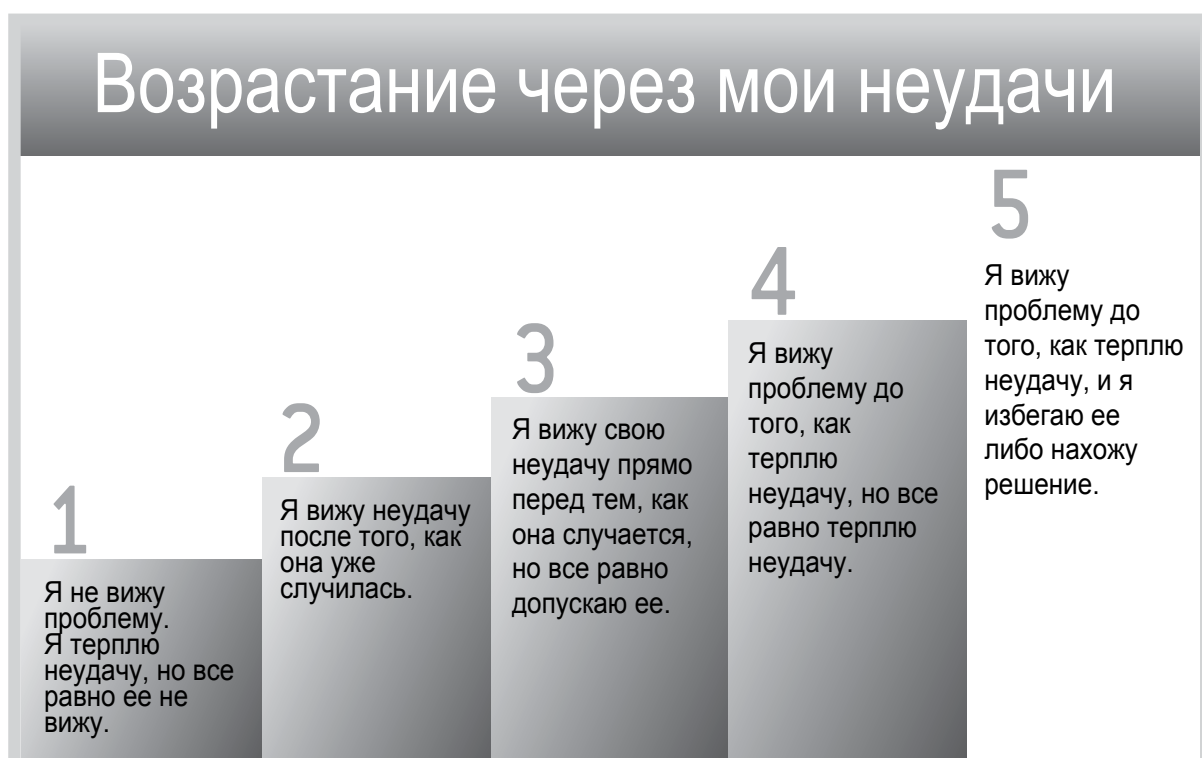 Возрастание через мои неудачи
1
Я не вижу
проблему.
Я терплю
неудачу, но все
равно ее не
вижу.
2
Я вижу неудачу
после того, как
она уже
случилась.
3
Я вижу свою
неудачу прямо
перед тем, как
она случается,
но все равно
допускаю ее.
4
Я вижу
проблему до
того, как
терплю
неудачу, но все
равно терплю
неудачу.
5
Я вижу
проблему до
того, как терплю
неудачу, и я
избегаю ее
либо нахожу
решение.